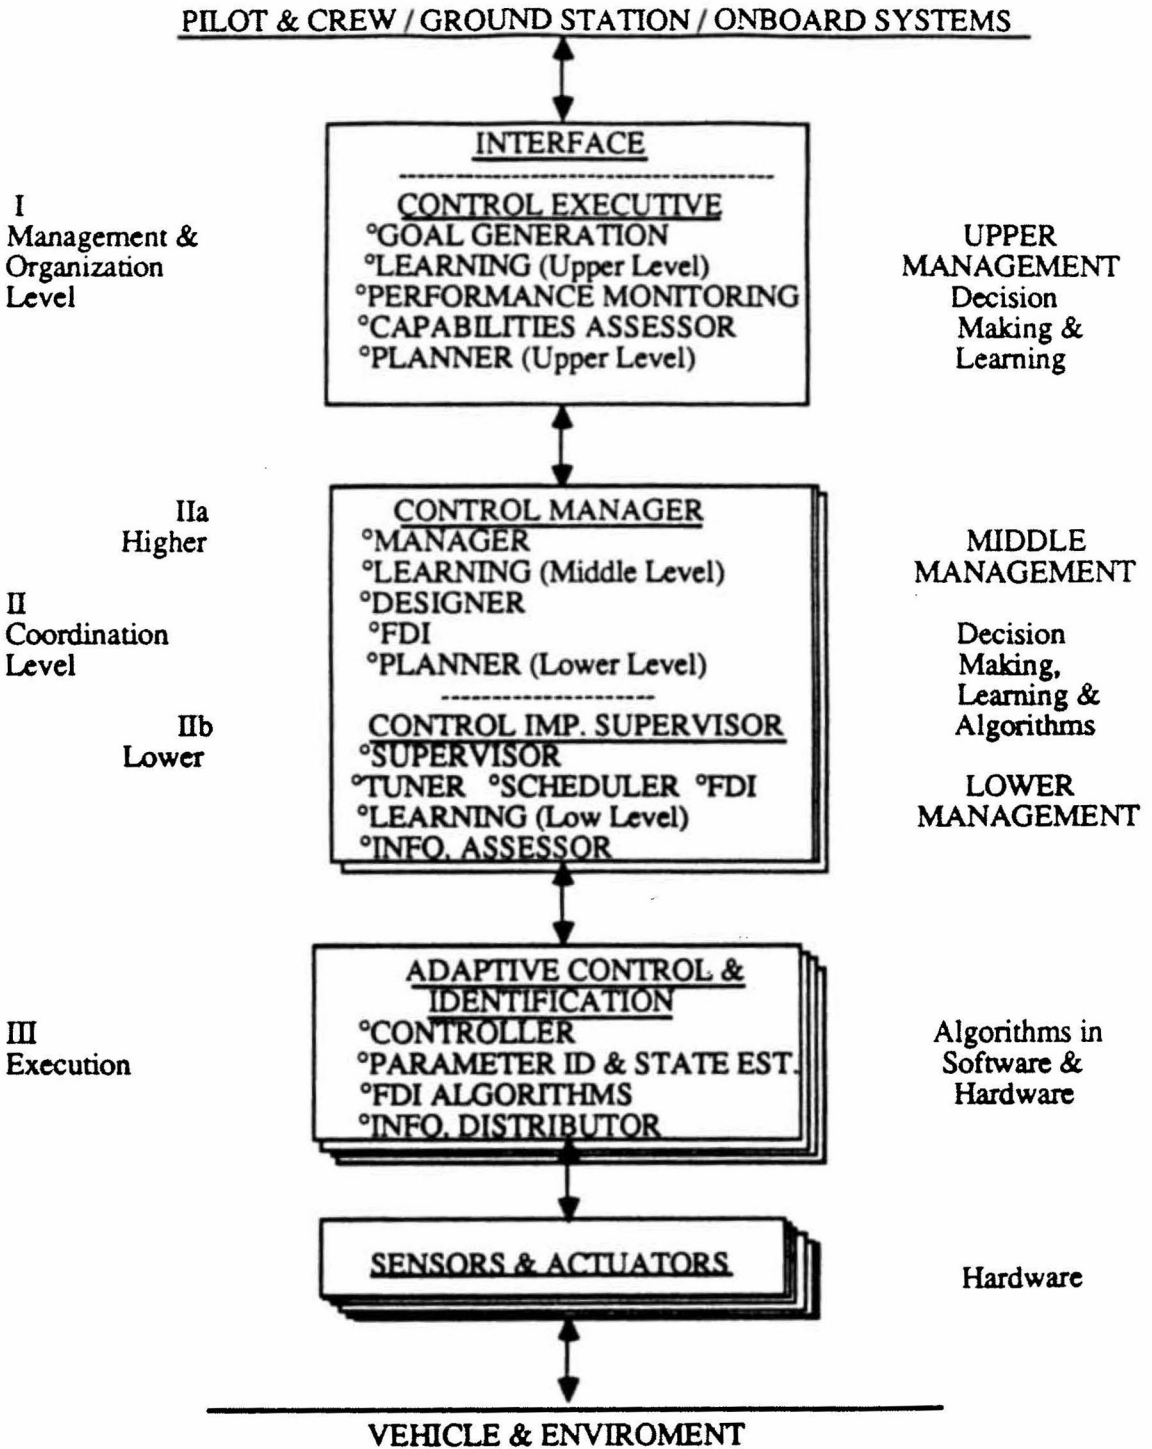 PILOT & CREW / GROUND STATION / ONBOARD SYSTEMS
INTERFACE
I
Management &
Organization
Level
CONTROL EXECUTIVE
°GOAL GENERATION
°LEARNING (Upper Level)
°PERFORMANCE MONITORING
°CAPABILITIES ASSESSOR
°PLANNER (Upper Level)
UPPER
MANAGEMENT
Decision
Making &
Learning
IIa
Higher
II
Coordination
Level
IIb
Lower
CONTROL MANAGER
°MANAGER
°LEARNING (Middle Level)
°DESIGNER
°FDI
°PLANNER (Lower Level)
CONTROL IMP. SUPERVISOR
°SUPERVISOR
°TUNER °SCHEDULER °FDI
°LEARNING (Low Level)
°INFO. ASSESSOR
MIDDLE
MANAGEMENT
Decision
Making,
Learning &
Algorithms
LOWER
MANAGEMENT
III
Execution
ADAPTIVE CONTROL &
IDENTIFICATION
°CONTROLLER
°PARAMETER ID & STATE EST.
°FDI ALGORITHMS
°INFO. DISTRIBUTOR
Algorithms in
Software &
Hardware
SENSORS & ACTUATORS
Hardware
VEHICLE & ENVIROMENT